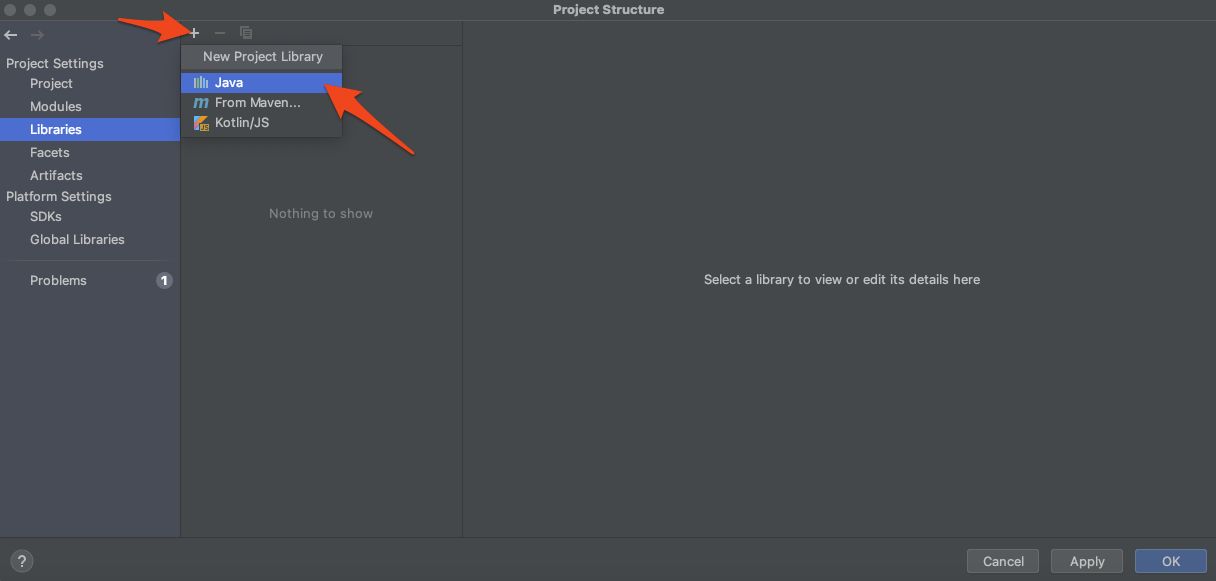 Project Structure
Project Settings
Project
Modules
Libraries
Facets
Artifacts
Platform Settings
SDKs
Global Libraries
Problems
1
New Project Library
Java
m From Maven...
JS Kotlin/JS
Nothing to show
Select a library to view or edit its details here
?
Cancel
Apply
OK